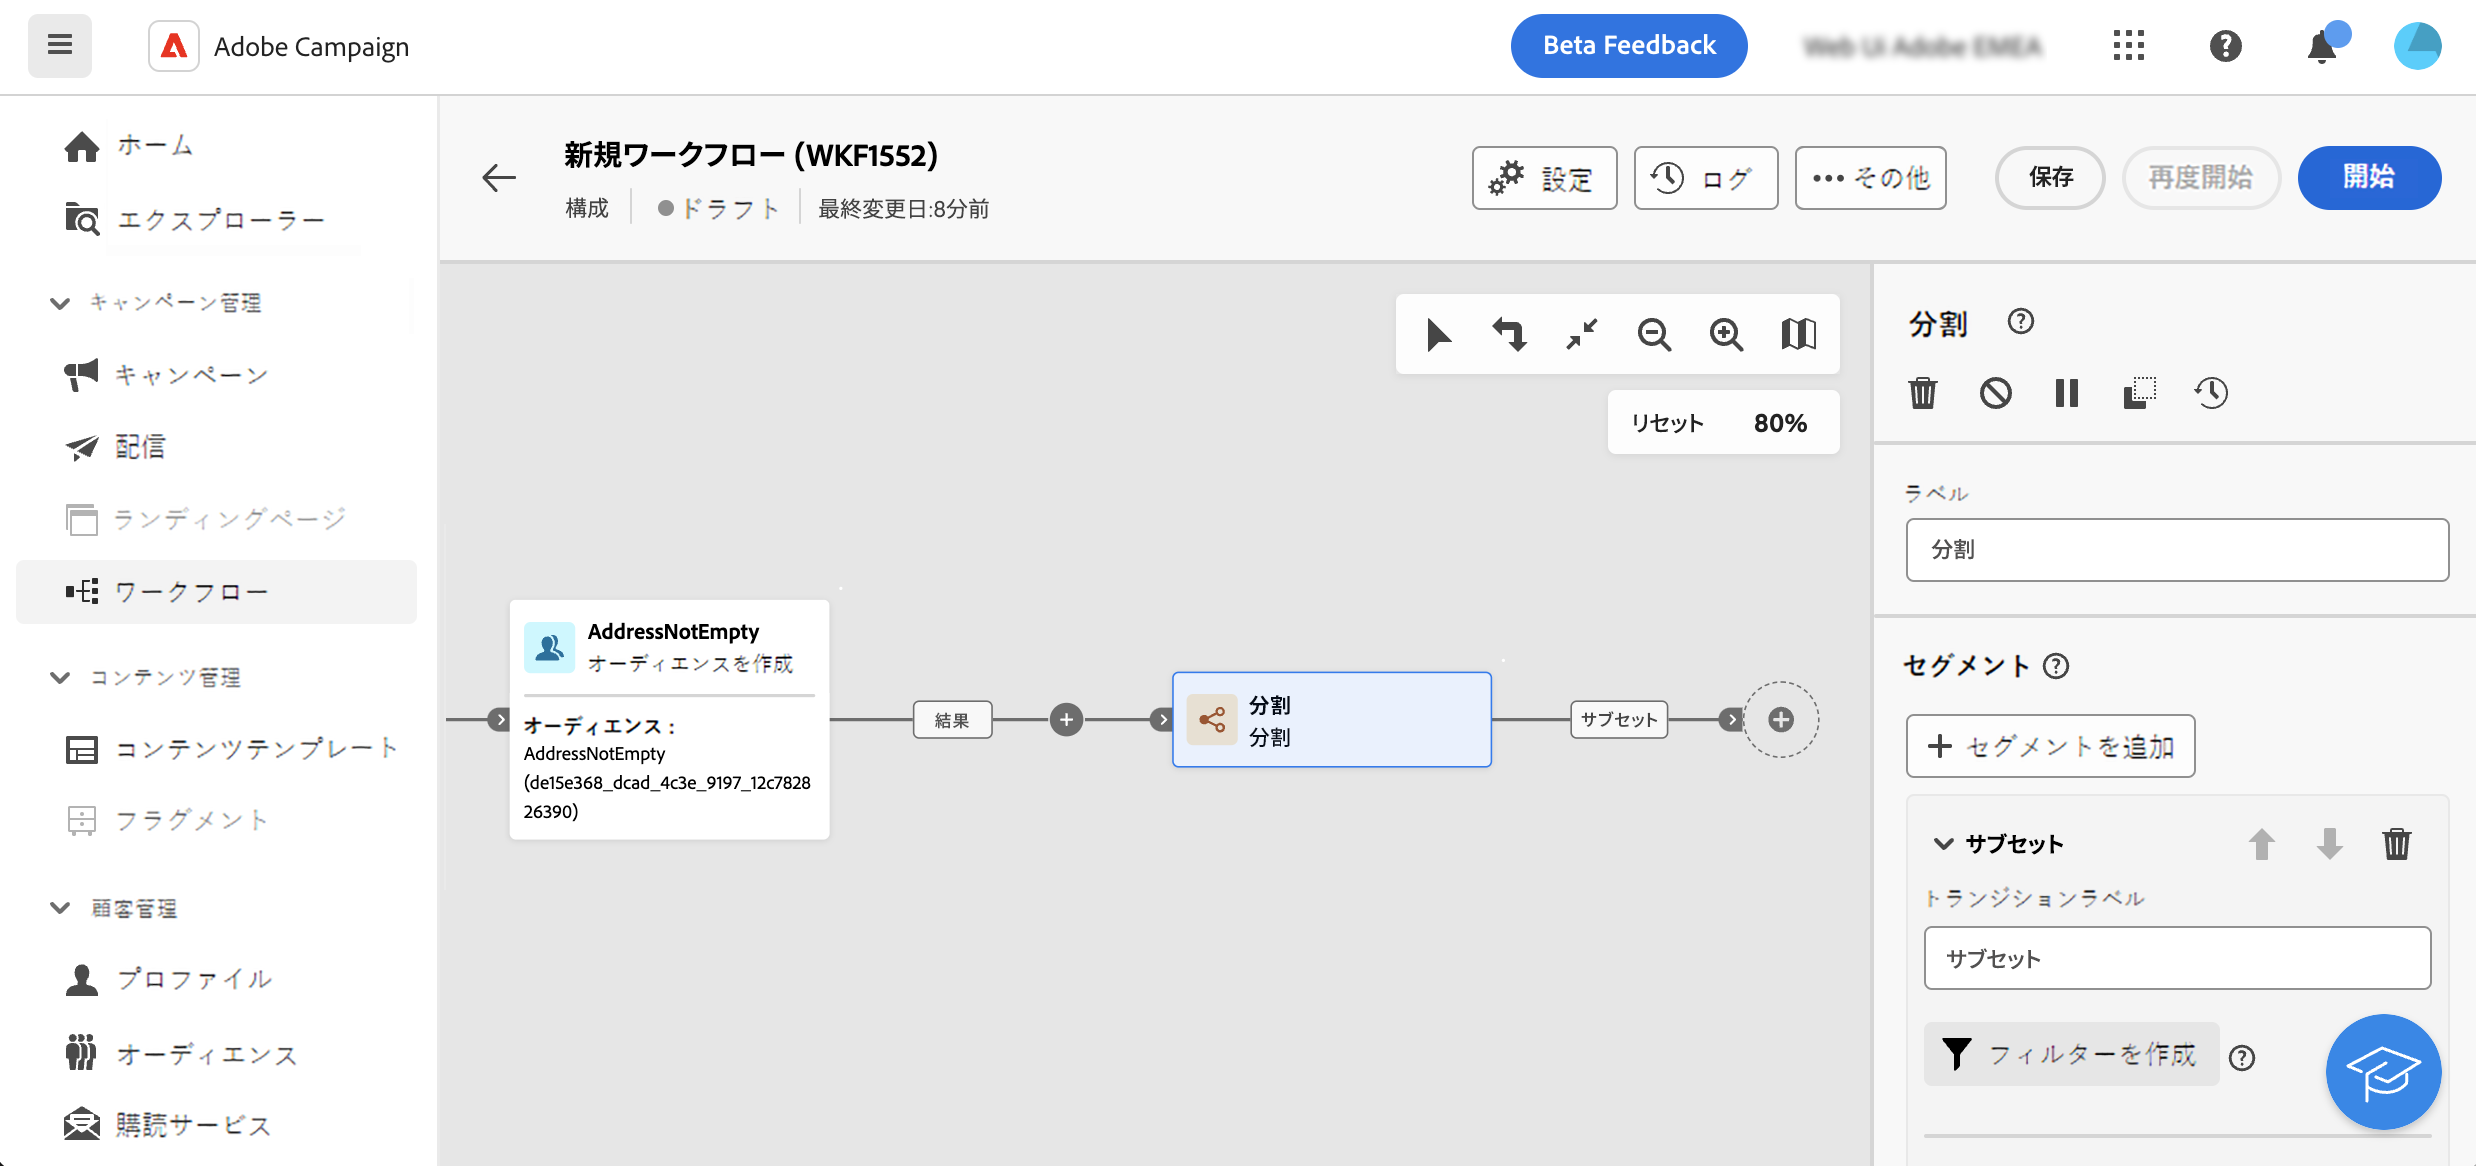 Adobe Campaign
Beta Feedback
Web Ui Adobe EMEA
ホーム
エクスプローラー
キャンペーン管理
キャンペーン
配信
ランディングページ
ワークフロー
コンテンツ管理
コンテンツテンプレート
フラグメント
顧客管理
プロファイル
オーディエンス
購読サービス
新規ワークフロー (WKF1552)
構成
ドラフト
最終変更日:8分前
設定
ログ
その他
保存
再度開始
開始
リセット 80%
AddressNotEmpty
オーディエンスを作成
オーディエンス：
AddressNotEmpty
(de15e368_dcad_4c3e_9197_12c7828
26390)
結果
分割
分割
サブセット
分割
ラベル
分割
セグメント
セグメントを追加
サブセット
トランジションラベル
サブセット
フィルターを作成